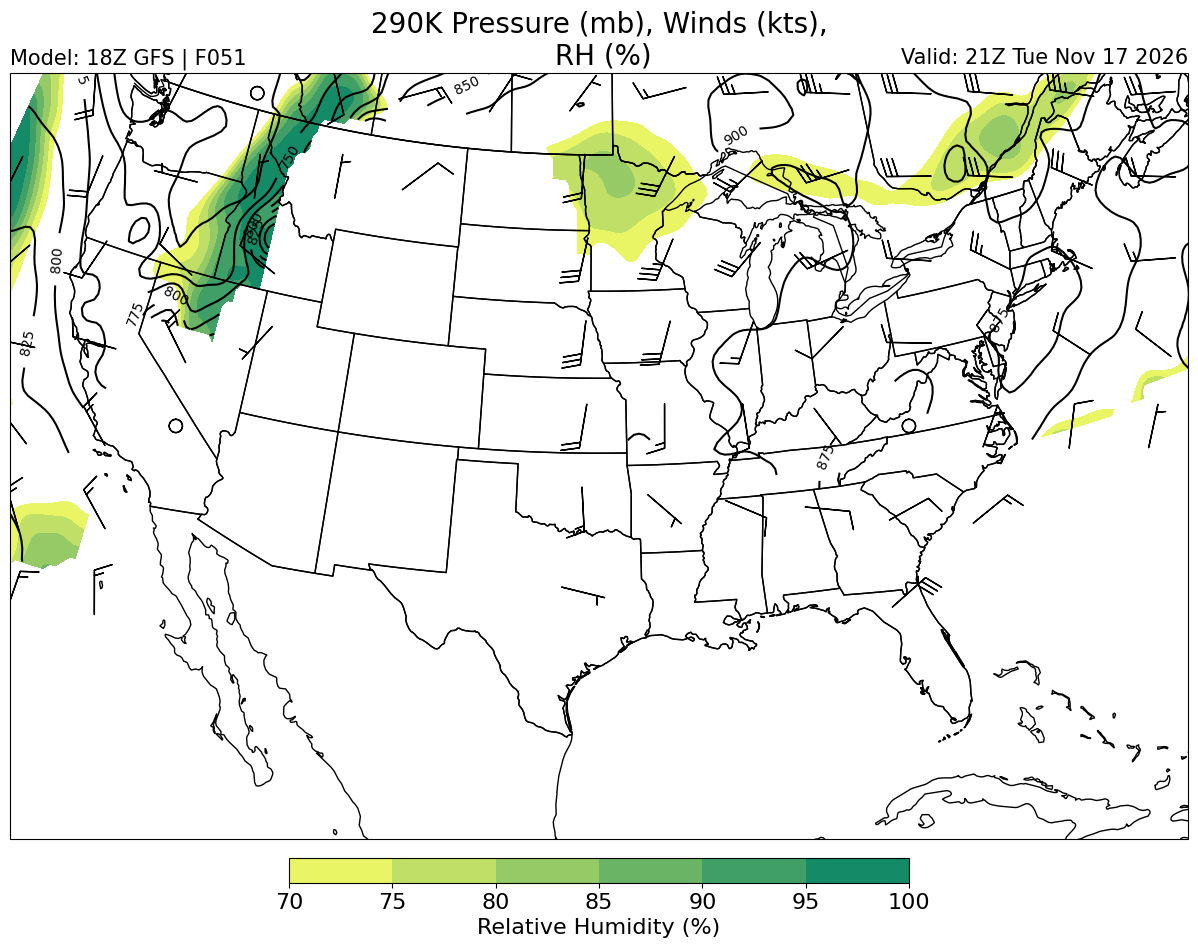 290K Pressure (mb), Winds (kts),
RH (%)
Model: 18Z GFS | F051
Valid: 21Z Tue Nov 17 2026
850
900
750
800
800
775
825
875
875
70 75 80 85 90 95 100
Relative Humidity (%)